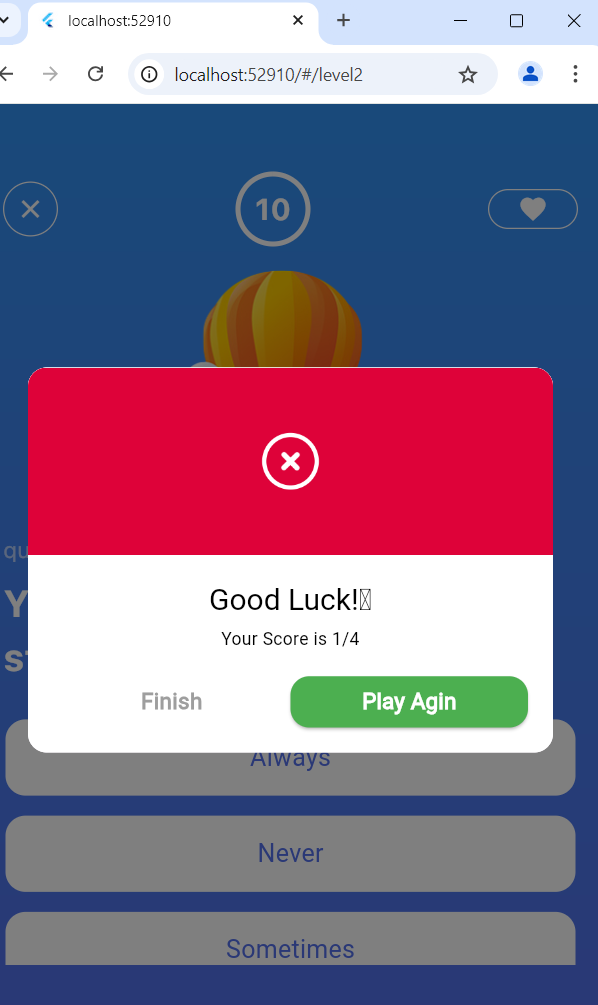 localhost:52910
localhost:52910/#/level2
10
qu
Y
Good Luck!
Your Score is 1/4
s
Finish
Play Agin
Always
Never
Sometimes